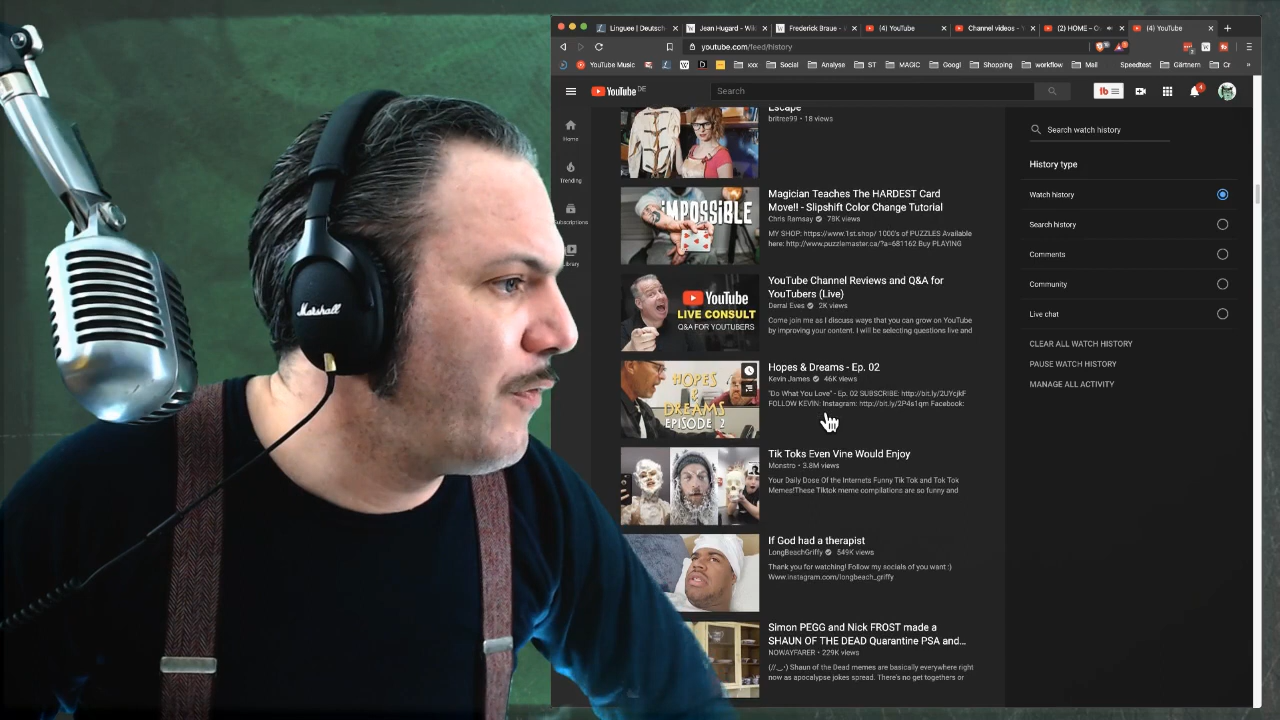 Linguee | Deutsch
Jean Hugard - Wiki
Frederick Braue -
(4) YouTube
Channel videos -
(2) HOME -
(4) YouTube
youtube.com/feed/history
YouTube Music
xxx
Social
Analyse
ST
MAGIC
Googl
Shopping
workflow
Mail
Speedtest
Gärtnern
Cr
YouTube DE
Search
Home
Trending
Subscriptions
Library
Escape
britree99 • 18 views
IMPOSSIBLE
Magician Teaches The HARDEST Card
Move!! - Slipshift Color Change Tutorial
Chris Ramsay 78K views
MY SHOP: https://www.1st.shop/ 1000's of PUZZLES Available
here: http://www.puzzlemaster.ca/?a=681162 Buy PLAYING
YouTube
LIVE CONSULT
Q&A FOR YOUTUBERS
YouTube Channel Reviews and Q&A for
YouTubers (Live)
Derral Eves 2K views
Come join me as I discuss ways that you can grow on YouTube
by improving your content. I will be selecting questions live and
HOPES
& DREAMS
EPISODE 2
Hopes & Dreams - Ep. 02
Kevin James 46K views
"Do What You Love" - Ep. 02 SUBSCRIBE: http://bit.ly/2UYcjkF
FOLLOW KEVIN: Instagram: http://bit.ly/2P4s1qm Facebook:
Tik Toks Even Vine Would Enjoy
Monstro • 3.8M views
Your Daily Dose Of the Internets Funny Tik Tok and Tok Tok
Memes!These TIktok meme compilations are so funny and
If God had a therapist
LongBeachGriffy 549K views
Thank you for watching! Follow my socials of you want :)
Www.instagram.com/longbeach_griffy
Simon PEGG and Nick FROST made a
SHAUN OF THE DEAD Quarantine PSA and...
NOWAYFARER • 229K views
Shaun of the Dead memes are basically everywhere right
now as apocalypse jokes spread. There's no get togethers or
Search watch history
History type
Watch history
Search history
Comments
Community
Live chat
CLEAR ALL WATCH HISTORY
PAUSE WATCH HISTORY
MANAGE ALL ACTIVITY
Marshall